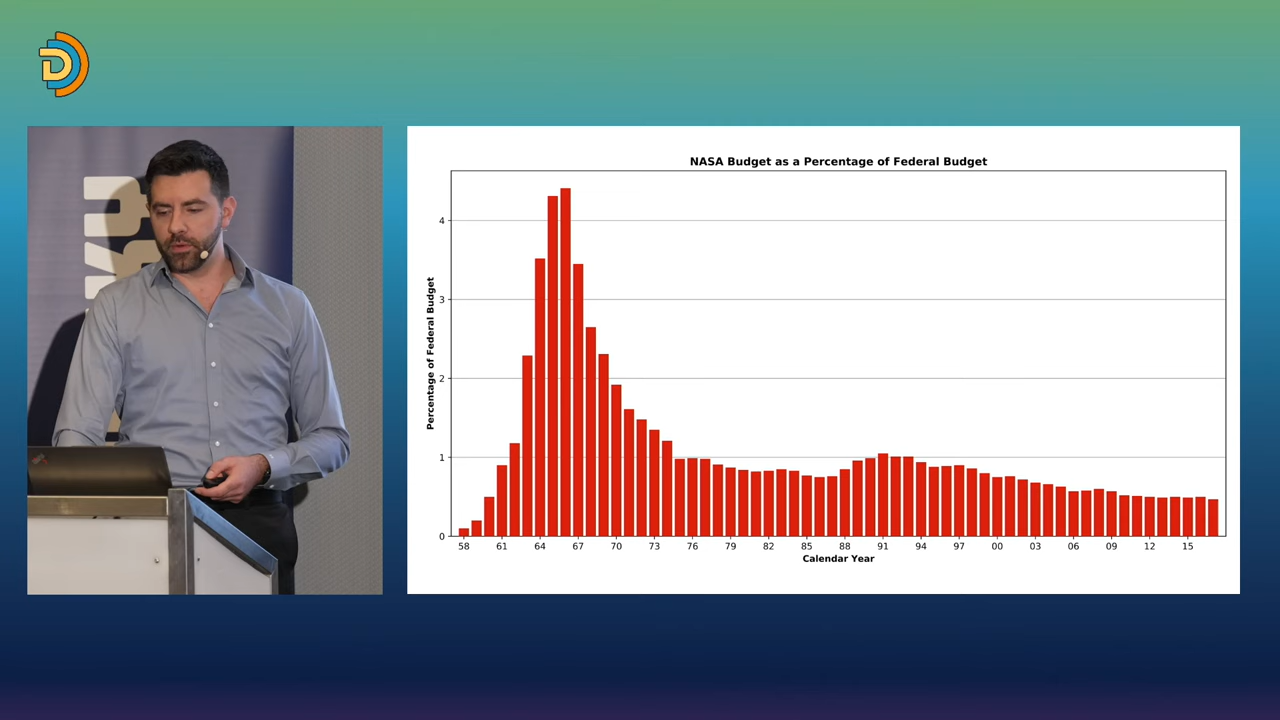 D
NASA Budget as a Percentage of Federal Budget
Percentage of Federal Budget
4
3
2
1
0
58 61 64 67 70 73 76 79 82 85 88 91 94 97 00 03 06 09 12 15
Calendar Year